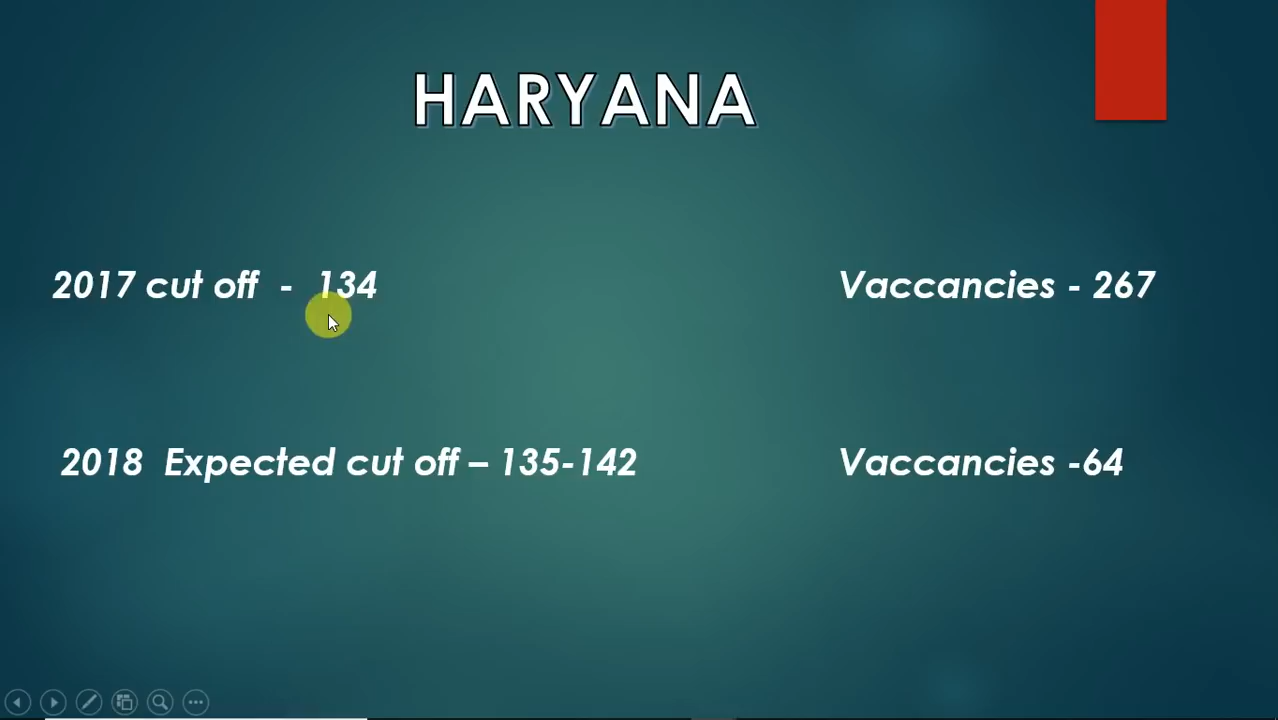 HARYANA
2017 cut off - 134
Vaccancies - 267
2018 Expected cut off – 135-142
Vaccancies -64